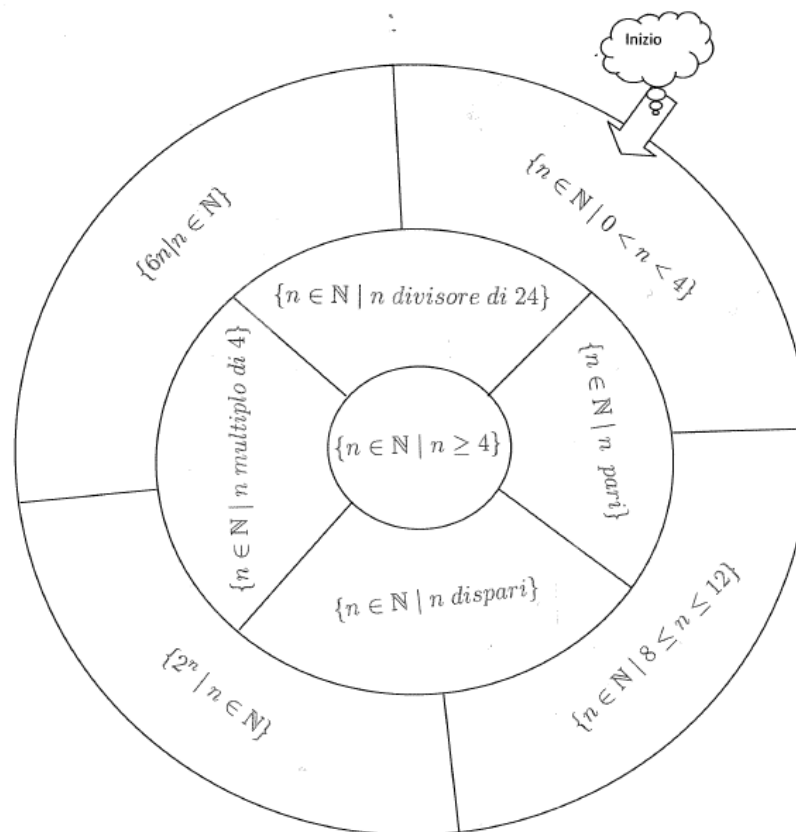 Inizio
{n ∈ ℕ | 0 < n < 4}
{6n|n ∈ ℕ}
{n ∈ ℕ | n divisore di 24}
{n ∈ ℕ | n multiplo di 4}
{n ∈ ℕ | n pari}
{n ∈ ℕ | n ≥ 4}
{n ∈ ℕ | n dispari}
{2ⁿ | n ∈ ℕ}
{n ∈ ℕ | 8 ≤ n ≤ 12}